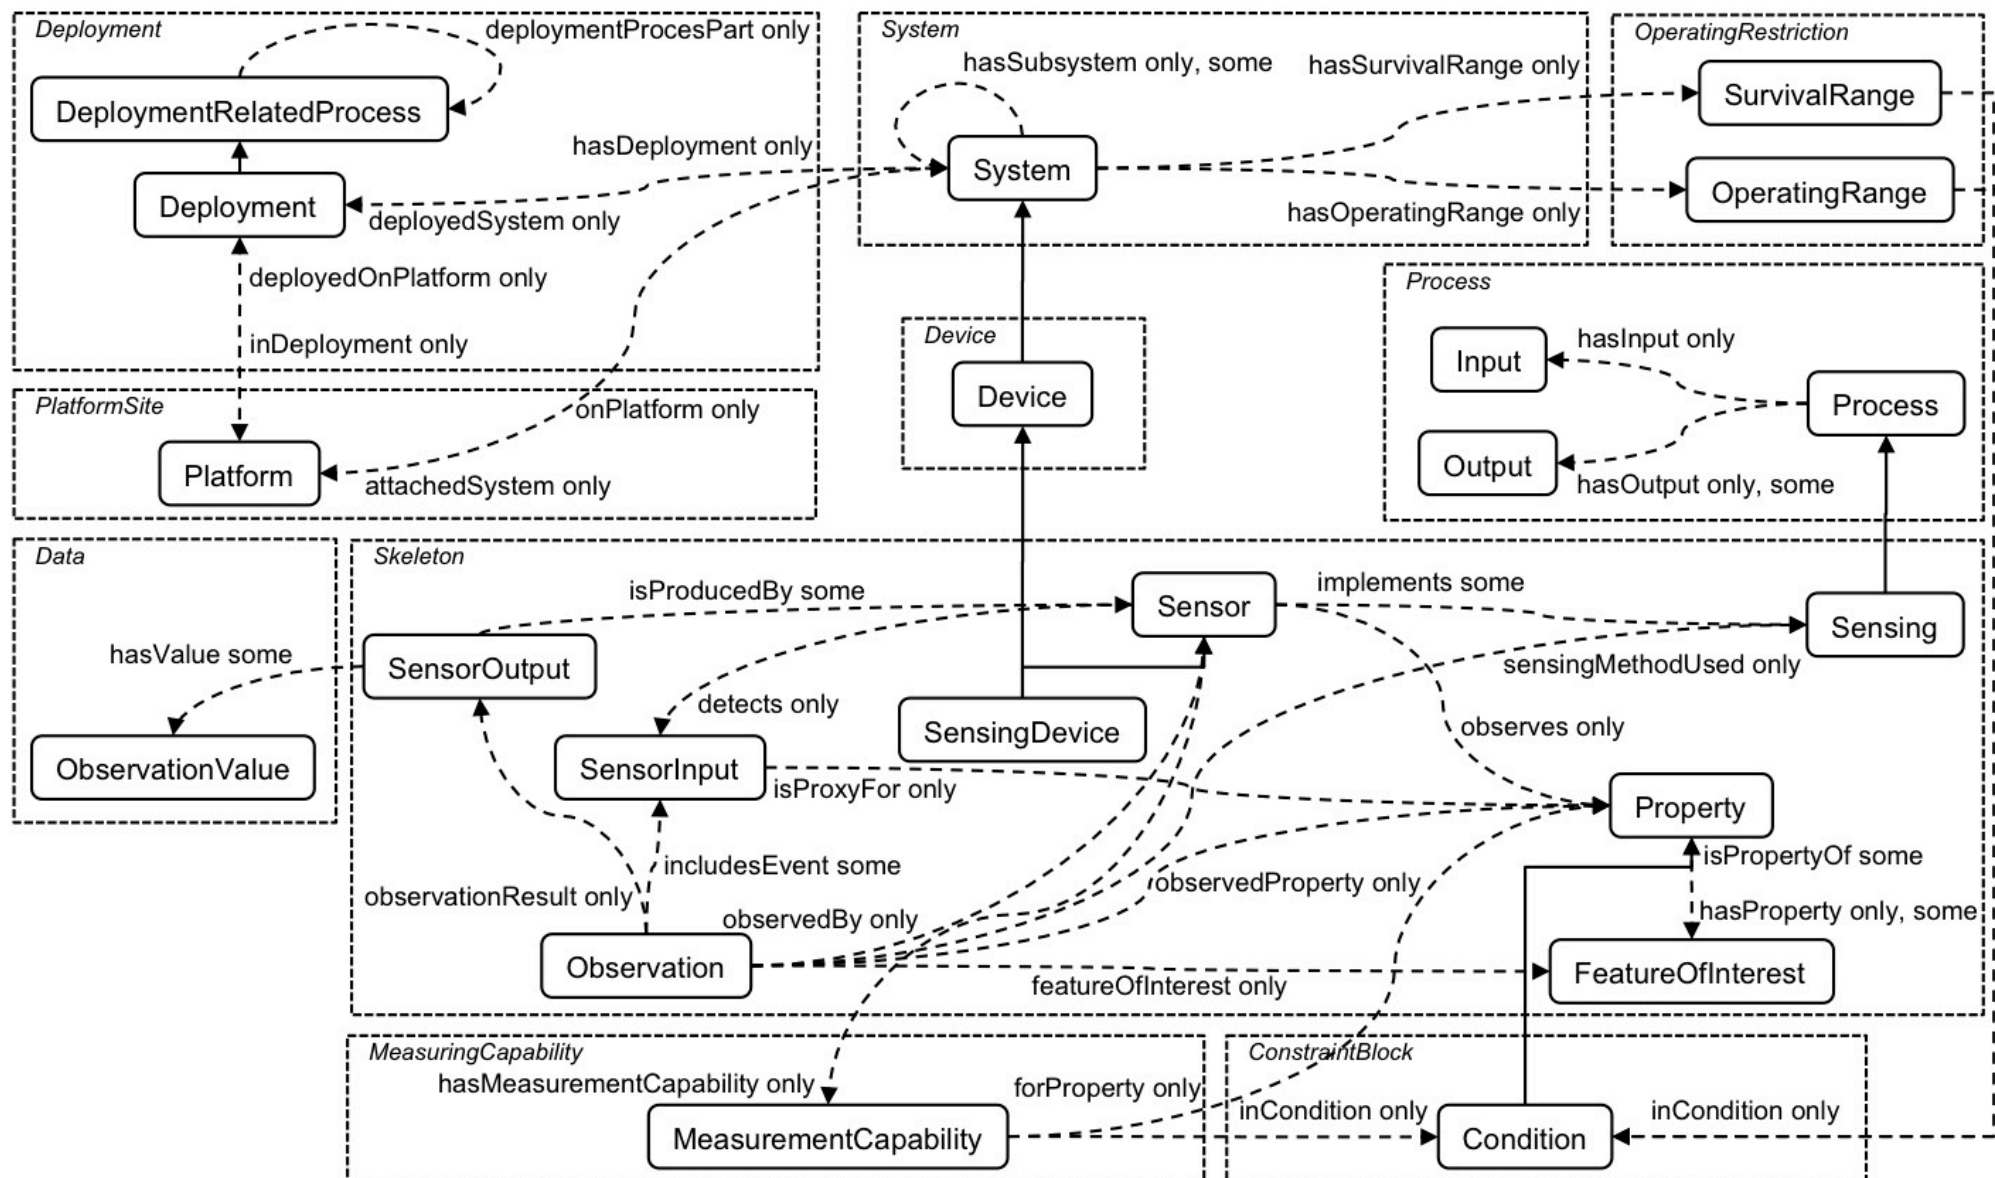 Deployment
deploymentProcesPart only
DeploymentRelatedProcess
hasDeployment only
Deployment
deployedSystem only
deployedOnPlatform only
inDeployment only
System
hasSubsystem only, some
hasSurvivalRange only
System
hasOperatingRange only
OperatingRestriction
SurvivalRange
OperatingRange
PlatformSite
onPlatform only
Platform
attachedSystem only
Device
Device
Process
hasInput only
Input
Process
Output
hasOutput only, some
Data
hasValue some
ObservationValue
Skeleton
isProducedBy some
Sensor
implements some
Sensing
SensorOutput
sensingMethodUsed only
detects only
SensingDevice
observes only
SensorInput
isProxyFor only
Property
isPropertyOf some
includesEvent some
observationResult only
observedBy only
observedProperty only
hasProperty only, some
Observation
featureOfInterest only
FeatureOfInterest
MeasuringCapability
hasMeasurementCapability only
forProperty only
MeasurementCapability
ConstraintBlock
inCondition only
Condition
inCondition only